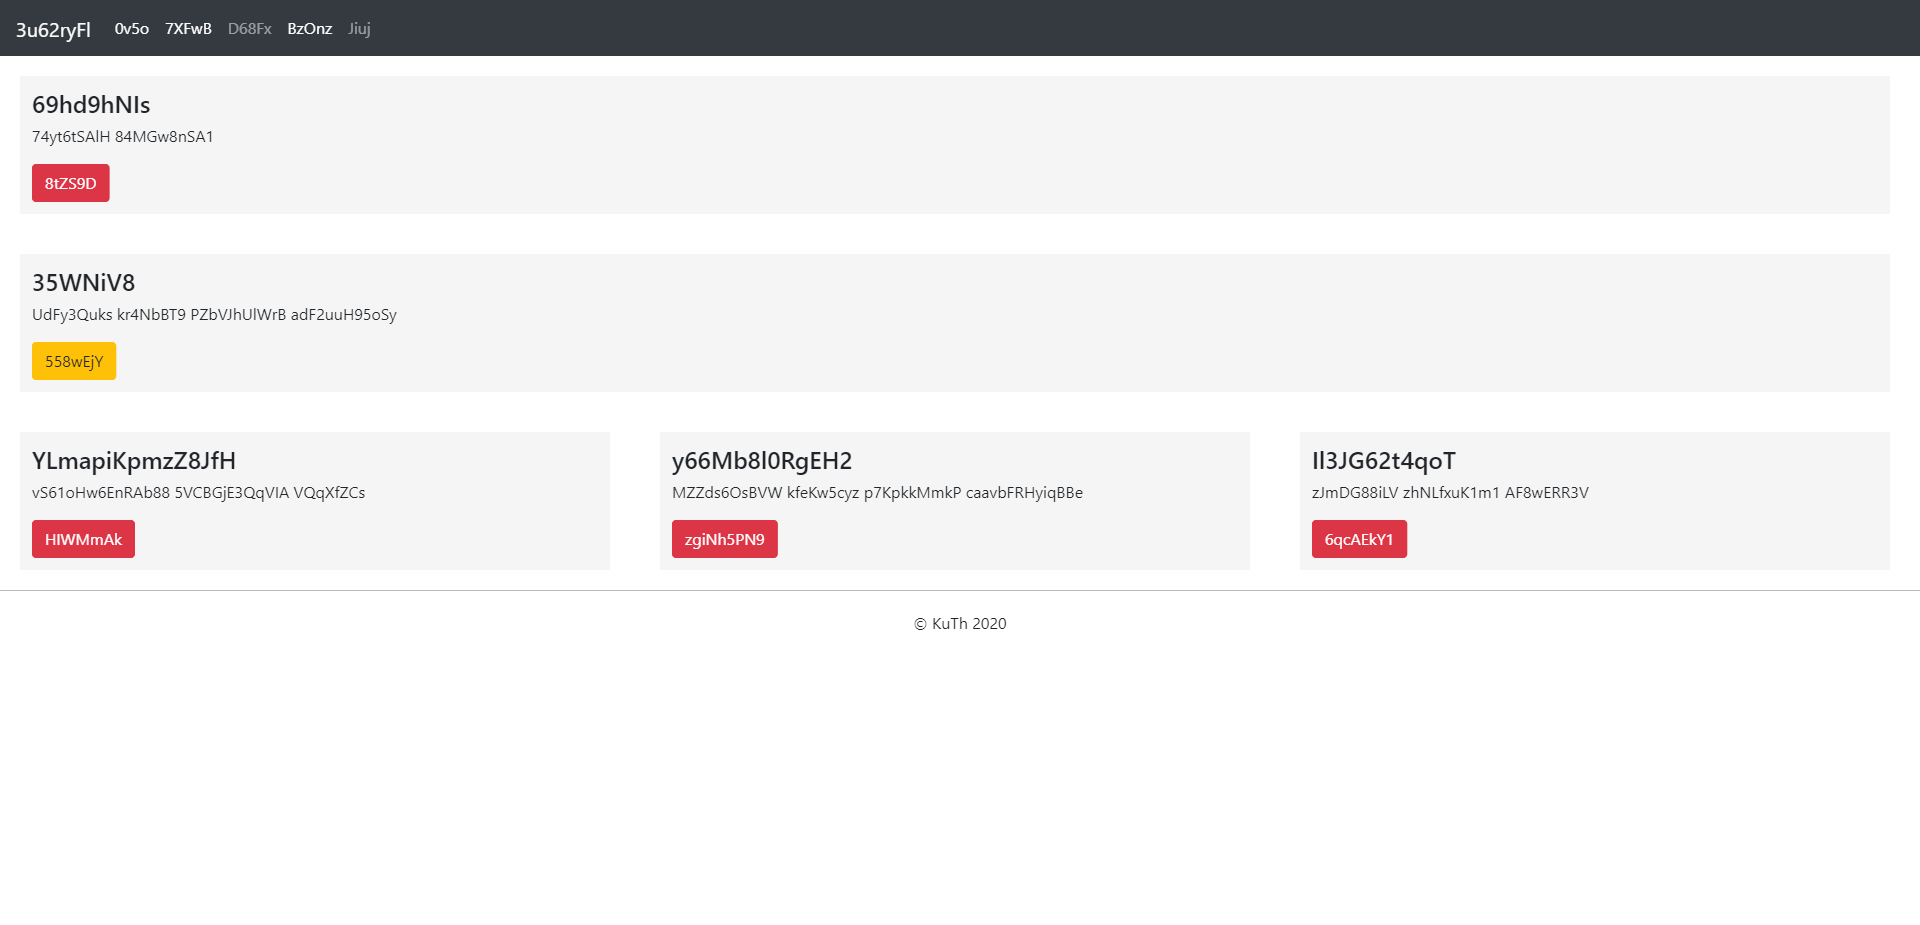 3u62ryFl 0v5o 7XFwB D68Fx BzOnz Jiuj
69hd9hNIs
74yt6tSAlH 84MGw8nSA1
8tZS9D
35WNiV8
UdFy3Quks kr4NbBT9 PZbVJhUlWrB adF2uuH95oSy
558wEjY
YLmapiKpmzZ8JfH
vS61oHw6EnRAb88 5VCBGjE3QqVIA VQqXfZCs
HIWMmAk
y66Mb8l0RgEH2
MZZds6OsBVW kfeKw5cyz p7KpkkMmkP caavbFRHyiqBBe
zgiNh5PN9
Il3JG62t4qoT
zJmDG88iLV zhNLfxuK1m1 AF8wERR3V
6qcAEkY1
© KuTh 2020